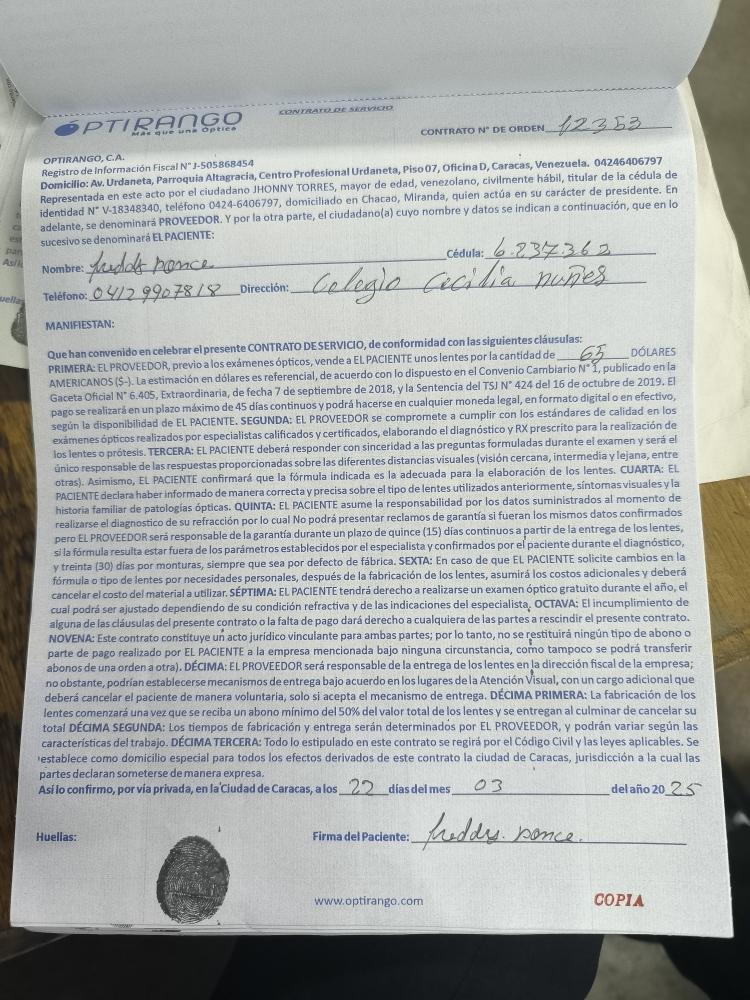 OPTIRANGO
Más que una Óptica
CONTRATO DE SERVICIO
CONTRATO N° DE ORDEN 12353
OPTIRANGO, C.A.
Registro de Información Fiscal N° J-505868454
Domicilio: Av. Urdaneta, Parroquia Altagracia, Centro Profesional Urdaneta, Piso 07, Oficina D, Caracas, Venezuela. 04246406797
Representada en este acto por el ciudadano JHONNY TORRES, mayor de edad, venezolano, civilmente hábil, titular de la cédula de
identidad N° V-18348340, teléfono 0424-6406797, domiciliado en Chacao, Miranda, quien actúa en su carácter de presidente. En
adelante, se denominará PROVEEDOR. Y por la otra parte, el ciudadano(a) cuyo nombre y datos se indican a continuación, que en lo
sucesivo se denominará EL PACIENTE:
Nombre: freddys ponce Cédula: 6.237.362
Teléfono: 0412 9907818 Dirección: Colegio Cecilia nuñes
MANIFIESTAN:
Que han convenido en celebrar el presente CONTRATO DE SERVICIO, de conformidad con las siguientes cláusulas:
PRIMERA: EL PROVEEDOR, previo a los exámenes ópticos, vende a EL PACIENTE unos lentes por la cantidad de 65 DÓLARES
AMERICANOS ($-). La estimación en dólares es referencial, de acuerdo con lo dispuesto en el Convenio Cambiario N° 1, publicado en la
Gaceta Oficial N° 6.405, Extraordinaria, de fecha 7 de septiembre de 2018, y la Sentencia del TSJ N° 424 del 16 de octubre de 2019. El
pago se realizará en un plazo máximo de 45 días continuos y podrá hacerse en cualquier moneda legal, en formato digital o en efectivo,
según la disponibilidad de EL PACIENTE. SEGUNDA: EL PROVEEDOR se compromete a cumplir con los estándares de calidad en los
exámenes ópticos realizados por especialistas calificados y certificados, elaborando el diagnóstico y RX prescrito para la realización de
los lentes o prótesis. TERCERA: EL PACIENTE deberá responder con sinceridad a las preguntas formuladas durante el examen y será el
único responsable de las respuestas proporcionadas sobre las diferentes distancias visuales (visión cercana, intermedia y lejana, entre
otras). Asimismo, EL PACIENTE confirmará que la fórmula indicada es la adecuada para la elaboración de los lentes. CUARTA: EL
PACIENTE declara haber informado de manera correcta y precisa sobre el tipo de lentes utilizados anteriormente, síntomas visuales y la
historia familiar de patologías ópticas. QUINTA: EL PACIENTE asume la responsabilidad por los datos suministrados al momento de
realizarse el diagnostico de su refracción por lo cual No podrá presentar reclamos de garantía si fueran los mismos datos confirmados
pero EL PROVEEDOR será responsable de la garantía durante un plazo de quince (15) días continuos a partir de la entrega de los lentes,
si la fórmula resulta estar fuera de los parámetros establecidos por el especialista y confirmados por el paciente durante el diagnóstico,
y treinta (30) días por monturas, siempre que sea por defecto de fábrica. SEXTA: En caso de que EL PACIENTE solicite cambios en la
fórmula o tipo de lentes por necesidades personales, después de la fabricación de los lentes, asumirá los costos adicionales y deberá
cancelar el costo del material a utilizar. SÉPTIMA: EL PACIENTE tendrá derecho a realizarse un exámen óptico gratuito durante el año, el
cual podrá ser ajustado dependiendo de su condición refractiva y de las indicaciones del especialista. OCTAVA: El incumplimiento de
alguna de las cláusulas del presente contrato o la falta de pago dará derecho a cualquiera de las partes a rescindir el presente contrato.
NOVENA: Este contrato constituye un acto jurídico vinculante para ambas partes; por lo tanto, no se restituirá ningún tipo de abono o
parte de pago realizado por EL PACIENTE a la empresa mencionada bajo ninguna circunstancia, como tampoco se podrá transferir
abonos de una orden a otra). DÉCIMA: EL PROVEEDOR será responsable de la entrega de los lentes en la dirección fiscal de la empresa;
no obstante, podrían establecerse mecanismos de entrega bajo acuerdo en los lugares de la Atención Visual, con un cargo adicional que
deberá cancelar el paciente de manera voluntaria, solo si acepta el mecanismo de entrega. DÉCIMA PRIMERA: La fabricación de los
lentes comenzará una vez que se reciba un abono mínimo del 50% del valor total de los lentes y se entregan al culminar de cancelar su
total DÉCIMA SEGUNDA: Los tiempos de fabricación y entrega serán determinados por EL PROVEEDOR, y podrán variar según las
características del trabajo. DÉCIMA TERCERA: Todo lo estipulado en este contrato se regirá por el Código Civil y las leyes aplicables. Se
establece como domicilio especial para todos los efectos derivados de este contrato la ciudad de Caracas, jurisdicción a la cual las
partes declaran someterse de manera expresa.
Así lo confirmo, por vía privada, en la Ciudad de Caracas, a los 22 días del mes 03 del año 20 25
Huellas: Firma del Paciente: freddys. ponce.
www.optirango.com
COPIA